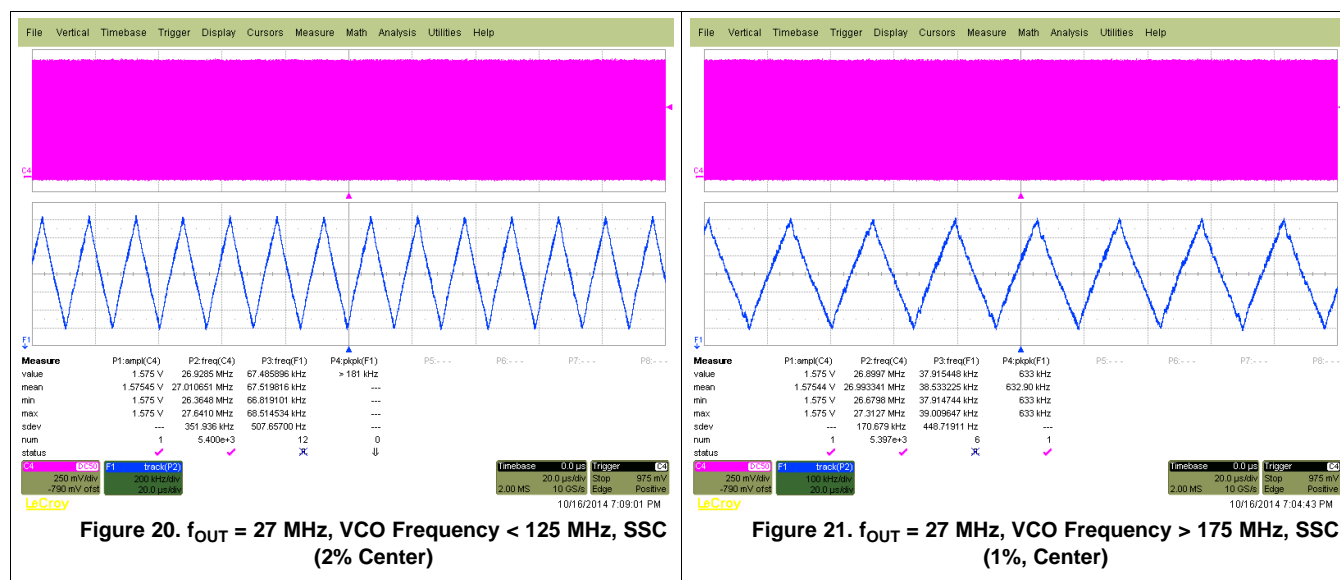 File Vertical Timebase Trigger Display Cursors Measure Math Analysis Utilities Help
C4
F1
Measure P1:ampl(C4) P2:freq(C4) P3:freq(F1) P4:pkpk(F1) P5:- - - P6:- - - P7:- - - P8:- - -
value 1.575 V 26.9285 MHz 67.485896 kHz > 181 kHz
mean 1.57545 V 27.010651 MHz 67.519816 kHz ---
min 1.575 V 26.3648 MHz 66.819101 kHz ---
max 1.575 V 27.6410 MHz 68.514534 kHz ---
sdev --- 351.936 kHz 507.65700 Hz ---
num 1 5.400e+3 12 0
status
C4 DC50 F1 track(P2) Timebase 0.0 µs Trigger C4
250 mV/div 200 kHz/div 20.0 µs/div Stop 975 mV
-790 mV ofst 20.0 µs/div 2.00 MS 10 GS/s Edge Positive
LeCroy 10/16/2014 7:09:01 PM
Figure 20. fOUT = 27 MHz, VCO Frequency < 125 MHz, SSC
(2% Center)
File Vertical Timebase Trigger Display Cursors Measure Math Analysis Utilities Help
C4
F1
Measure P1:ampl(C4) P2:freq(C4) P3:freq(F1) P4:pkpk(F1) P5:- - - P6:- - - P7:- - - P8:- - -
value 1.575 V 26.8997 MHz 37.915448 kHz 633 kHz
mean 1.57544 V 26.993341 MHz 38.533225 kHz 632.90 kHz
min 1.575 V 26.6798 MHz 37.914744 kHz 633 kHz
max 1.575 V 27.3127 MHz 39.009647 kHz 633 kHz
sdev --- 170.679 kHz 448.71911 Hz ---
num 1 5.397e+3 6 1
status
C4 DC50 F1 track(P2) Timebase 0.0 µs Trigger C4
250 mV/div 100 kHz/div 20.0 µs/div Stop 975 mV
-790 mV ofst 20.0 µs/div 2.00 MS 10 GS/s Edge Positive
LeCroy 10/16/2014 7:04:43 PM
Figure 21. fOUT = 27 MHz, VCO Frequency > 175 MHz, SSC
(1%, Center)